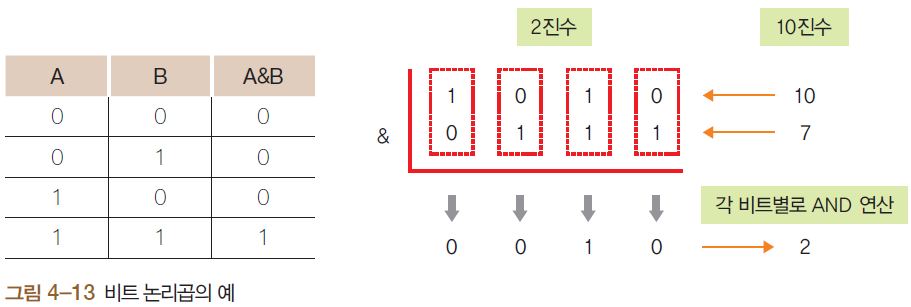 A B A&B
0 0 0
0 1 0
1 0 0
1 1 1
그림 4-13 비트 논리곱의 예
2진수 10진수
1 0 1 0 10
& 0 1 1 1 7
각 비트별로 AND 연산
0 0 1 0 2